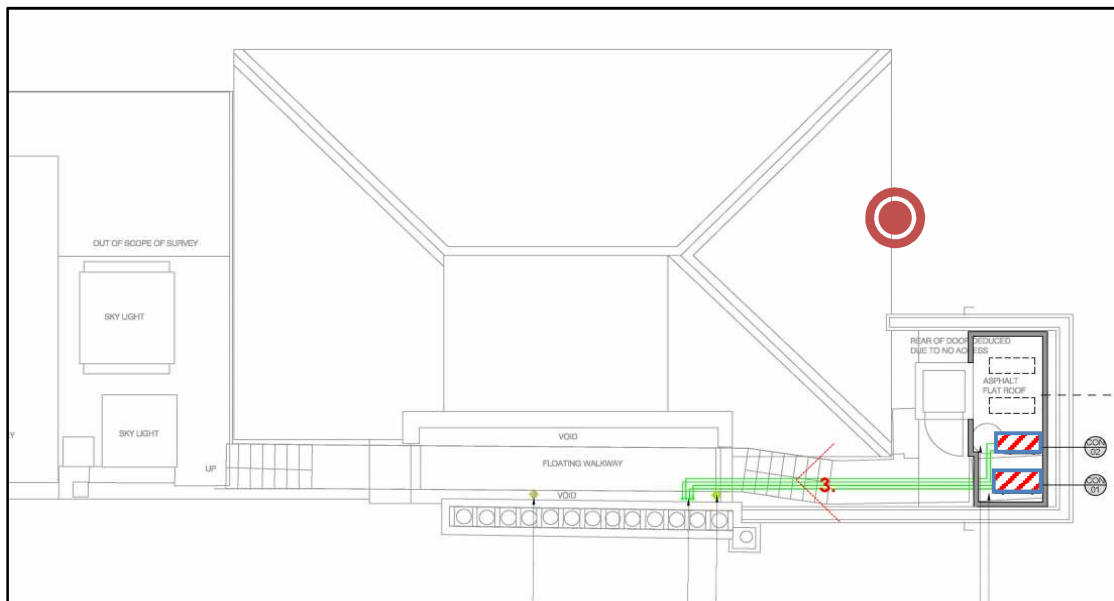 OUT OF SCOPE OF SURVEY
SKY LIGHT
REAR OF DOOR DEDUCED
DUE TO NO ACCESS
ASPHALT
FLAT ROOF
SKY LIGHT
VOID
UP
FLOATING WALKWAY
CON
02
3.
CON
01
VOID